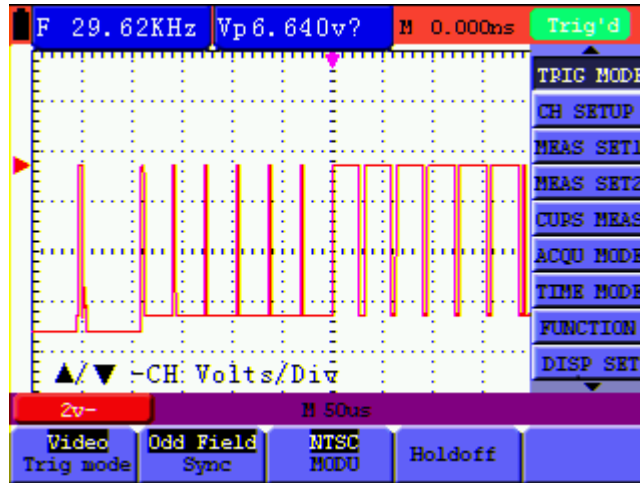 F 29.62KHz Vp6.640v? M 0.000ns Trig'd
TRIG MODE
CH SETUP
MEAS SET1
MEAS SET2
CURS MEAS
ACQU MODE
TIME MODE
FUNCTION
DISP SET
▲/▼ -CH Volts/Div
2v- M 50us
Video Odd Field NTSC
Trig mode Sync MODU Holdoff